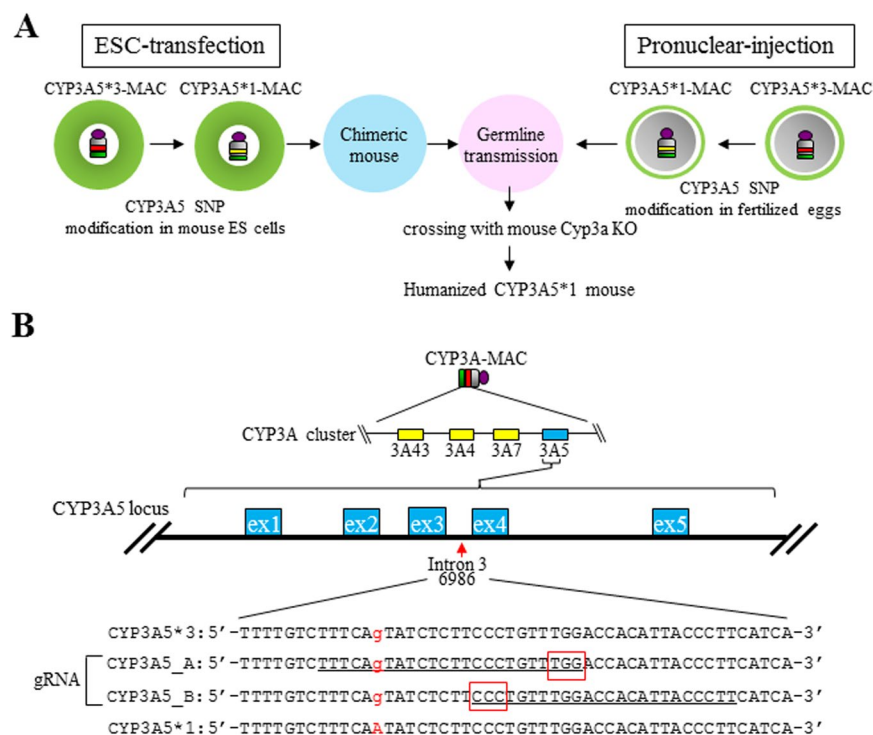 A
ESC-transfection
Pronuclear-injection
CYP3A5*3-MAC CYP3A5*1-MAC
CYP3A5*1-MAC CYP3A5*3-MAC
Chimeric
mouse
Germline
transmission
CYP3A5 SNP
modification in mouse ES cells
CYP3A5 SNP
modification in fertilized eggs
crossing with mouse Cyp3a KO
Humanized CYP3A5*1 mouse
B
CYP3A-MAC
CYP3A cluster
3A43 3A4 3A7 3A5
CYP3A5 locus
ex1 ex2 ex3 ex4 ex5
Intron 3
6986
CYP3A5*3:5’-TTTTGTCTTTCAgTATCTCTTCCCTGTTTGGACCACATTACCCTTCATCA-3’
gRNA
CYP3A5_A:5’-TTTTGTCTTTCAgTATCTCTTCCCTGTTTGGACCACATTACCCTTCATCA-3’
CYP3A5_B:5’-TTTTGTCTTTCAgTATCTCTTCCCTGTTTGGACCACATTACCCTTCATCA-3’
CYP3A5*1:5’-TTTTGTCTTTCAATATCTCTTCCCTGTTTGGACCACATTACCCTTCATCA-3’